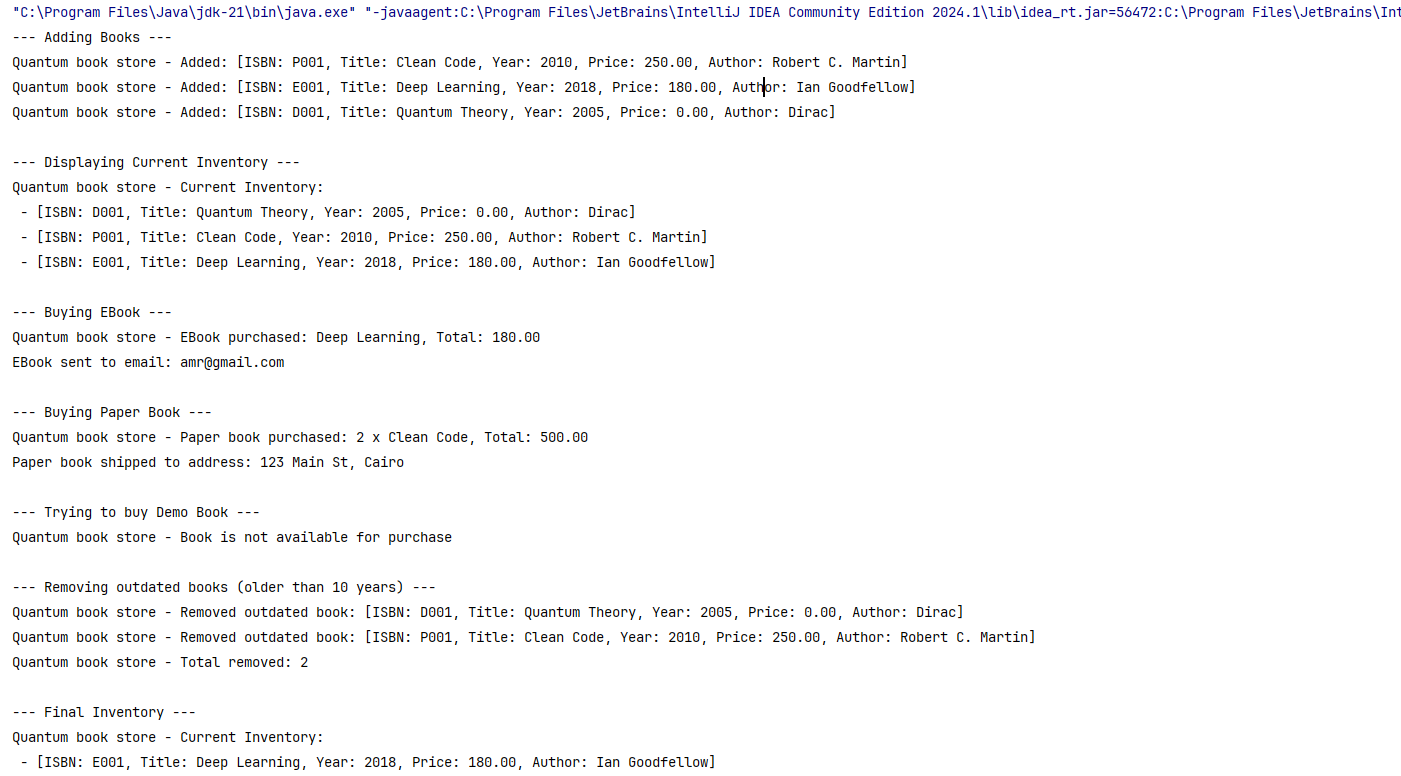 "C:\Program Files\Java\jdk-21\bin\java.exe" "-javaagent:C:\Program Files\JetBrains\IntelliJ IDEA Community Edition 2024.1\lib\idea_rt.jar=56472:C:\Program Files\JetBrains\Int
--- Adding Books ---
Quantum book store - Added: [ISBN: P001, Title: Clean Code, Year: 2010, Price: 250.00, Author: Robert C. Martin]
Quantum book store - Added: [ISBN: E001, Title: Deep Learning, Year: 2018, Price: 180.00, Author: Ian Goodfellow]
Quantum book store - Added: [ISBN: D001, Title: Quantum Theory, Year: 2005, Price: 0.00, Author: Dirac]
--- Displaying Current Inventory ---
Quantum book store - Current Inventory:
- [ISBN: D001, Title: Quantum Theory, Year: 2005, Price: 0.00, Author: Dirac]
- [ISBN: P001, Title: Clean Code, Year: 2010, Price: 250.00, Author: Robert C. Martin]
- [ISBN: E001, Title: Deep Learning, Year: 2018, Price: 180.00, Author: Ian Goodfellow]
--- Buying EBook ---
Quantum book store - EBook purchased: Deep Learning, Total: 180.00
EBook sent to email: amr@gmail.com
--- Buying Paper Book ---
Quantum book store - Paper book purchased: 2 x Clean Code, Total: 500.00
Paper book shipped to address: 123 Main St, Cairo
--- Trying to buy Demo Book ---
Quantum book store - Book is not available for purchase
--- Removing outdated books (older than 10 years) ---
Quantum book store - Removed outdated book: [ISBN: D001, Title: Quantum Theory, Year: 2005, Price: 0.00, Author: Dirac]
Quantum book store - Removed outdated book: [ISBN: P001, Title: Clean Code, Year: 2010, Price: 250.00, Author: Robert C. Martin]
Quantum book store - Total removed: 2
--- Final Inventory ---
Quantum book store - Current Inventory:
- [ISBN: E001, Title: Deep Learning, Year: 2018, Price: 180.00, Author: Ian Goodfellow]